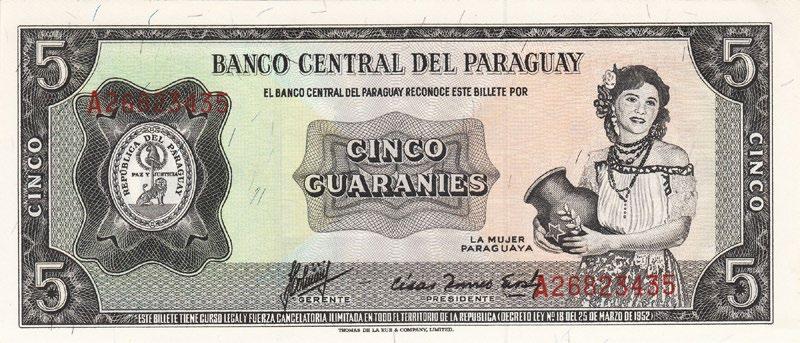 5
5
BANCO CENTRAL DEL PARAGUAY
EL BANCO CENTRAL DEL PARAGUAY RECONOCE ESTE BILLETE POR
A26823435
CINCO
REPÚBLICA DEL PARAGUAY
PAZ Y JUSTICIA
CINCO
GUARANIES
CINCO
LA MUJER
PARAGUAYA
GERENTE
PRESIDENTE
A26823435
5
5
ESTE BILLETE TIENE CURSO LEGAL Y FUERZA CANCELATORIA ILIMITADA EN TODO EL TERRITORIO DE LA REPUBLICA (DECRETO LEY Nº 18 DEL 25 DE MARZO DE 1952)
THOMAS DE LA RUE & COMPANY, LIMITED.